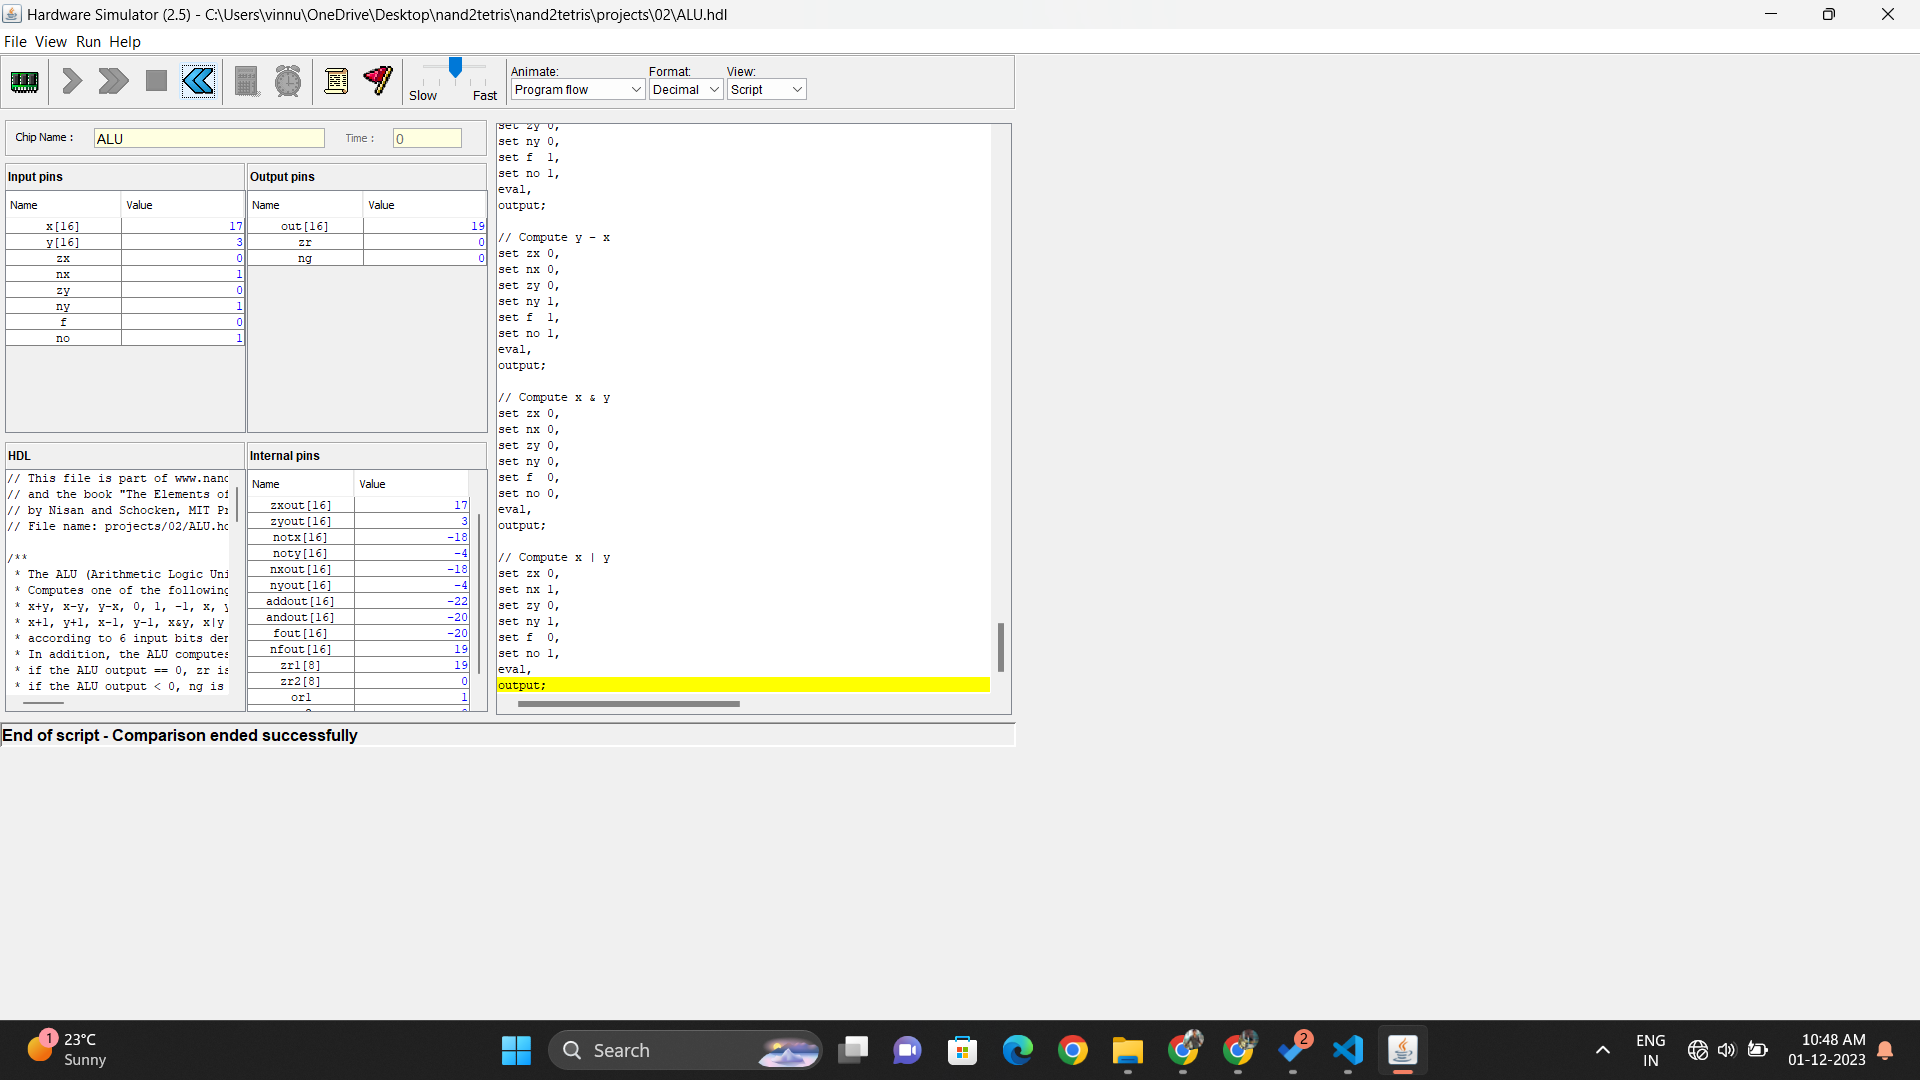 Hardware Simulator (2.5) - C:\Users\vinnu\OneDrive\Desktop\nand2tetris\nand2tetris\projects\02\ALU.hdl
File View Run Help
Slow Fast
Animate: Format: View:
Program flow Decimal Script
Chip Name : ALU Time : 0
Input pins
Name Value
x[16] 17
y[16] 3
zx 0
nx 1
zy 0
ny 1
f 0
no 1
Output pins
Name Value
out[16] 19
zr 0
ng 0
HDL
// This file is part of www.nand
// and the book "The Elements of
// by Nisan and Schocken, MIT Pr
// File name: projects/02/ALU.hd
/**
* The ALU (Arithmetic Logic Uni
* Computes one of the following
* x+y, x-y, y-x, 0, 1, -1, x, y
* x+1, y+1, x-1, y-1, x&y, x|y
* according to 6 input bits den
* In addition, the ALU computes
* if the ALU output == 0, zr is
* if the ALU output < 0, ng is
Internal pins
Name Value
zxout[16] 17
zyout[16] 3
notx[16] -18
noty[16] -4
nxout[16] -18
nyout[16] -4
addout[16] -22
andout[16] -20
fout[16] -20
nfout[16] 19
zr1[8] 19
zr2[8] 0
or1 1
set zy 0,
set ny 0,
set f 1,
set no 1,
eval,
output;
// Compute y - x
set zx 0,
set nx 0,
set zy 0,
set ny 1,
set f 1,
set no 1,
eval,
output;
// Compute x & y
set zx 0,
set nx 0,
set zy 0,
set ny 0,
set f 0,
set no 0,
eval,
output;
// Compute x | y
set zx 0,
set nx 1,
set zy 0,
set ny 1,
set f 0,
set no 1,
eval,
output;
End of script - Comparison ended successfully
1
23°C
Sunny
Search
2
ENG
IN
10:48 AM
01-12-2023